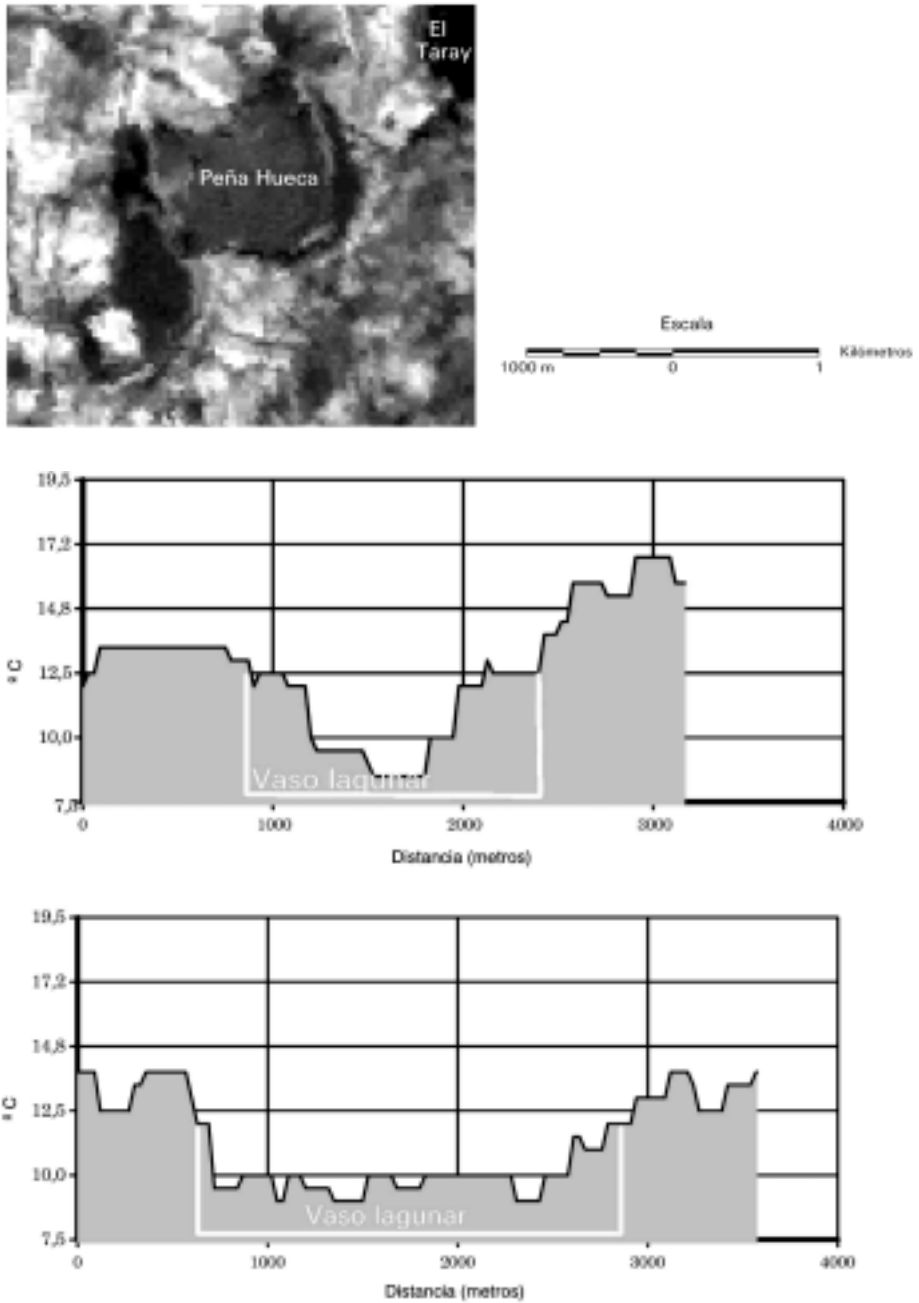 El
Taray
Peña Hueca
Escala
1000 m 0 1 Kilómetros
19,5
17,2
14,8
12,5
10,0
7,5
º C
Vaso lagunar
0 1000 2000 3000 4000
Distancia (metros)
19,5
17,2
14,8
12,5
10,0
7,5
º C
Vaso lagunar
0 1000 2000 3000 4000
Distancia (metros)